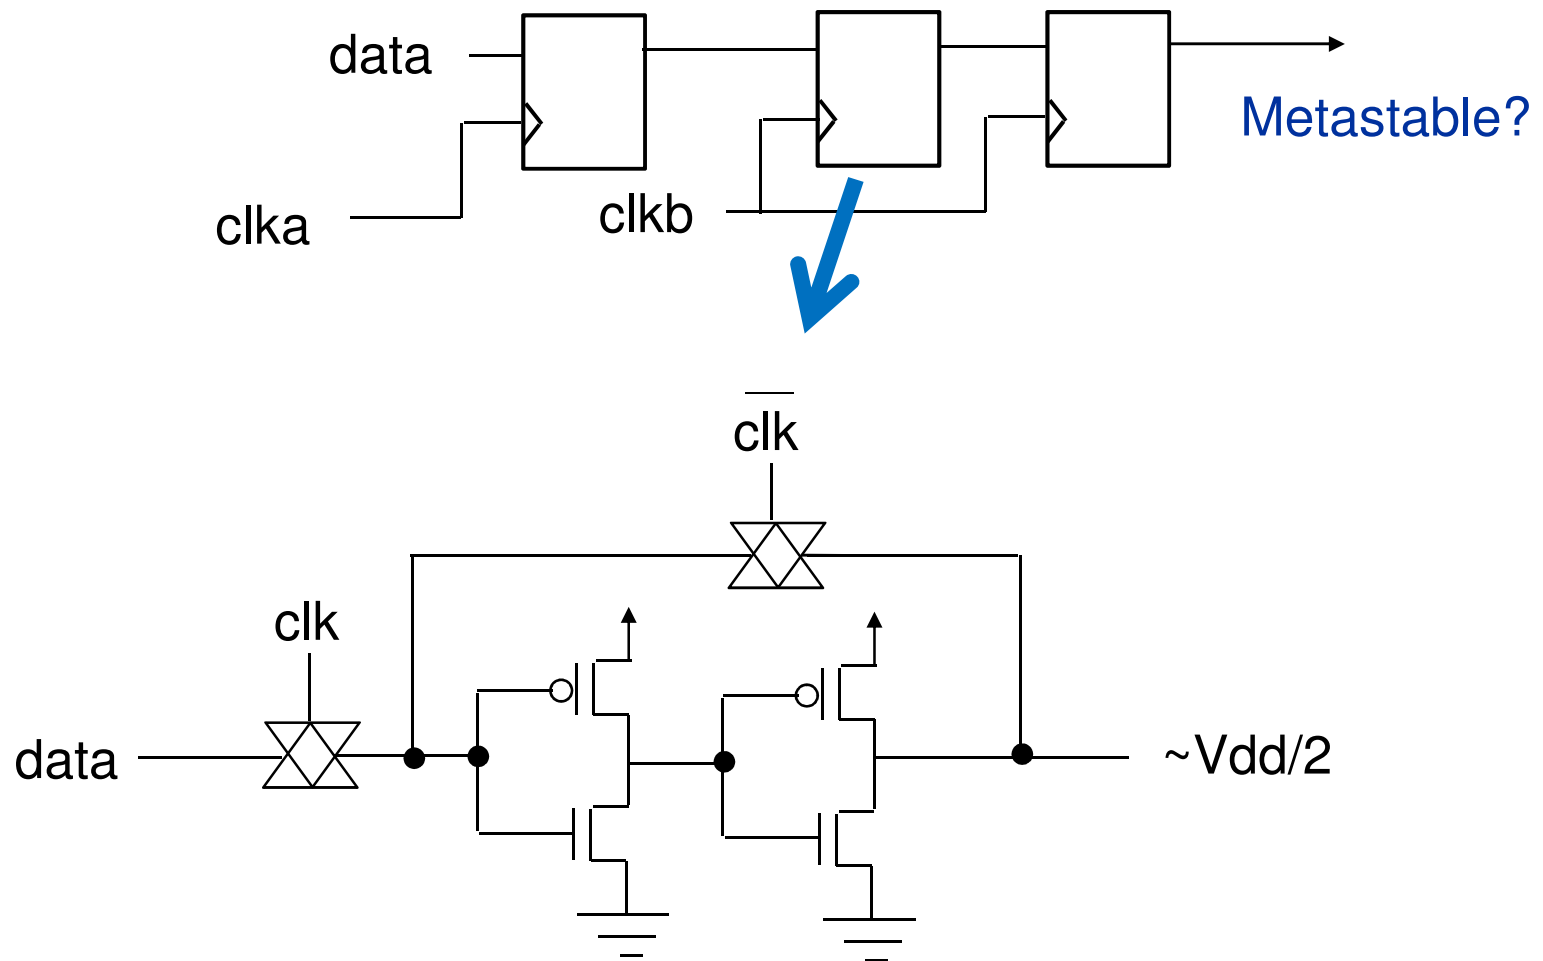 data
Metastable?
clka
clkb
clk
clk
data
~Vdd/2